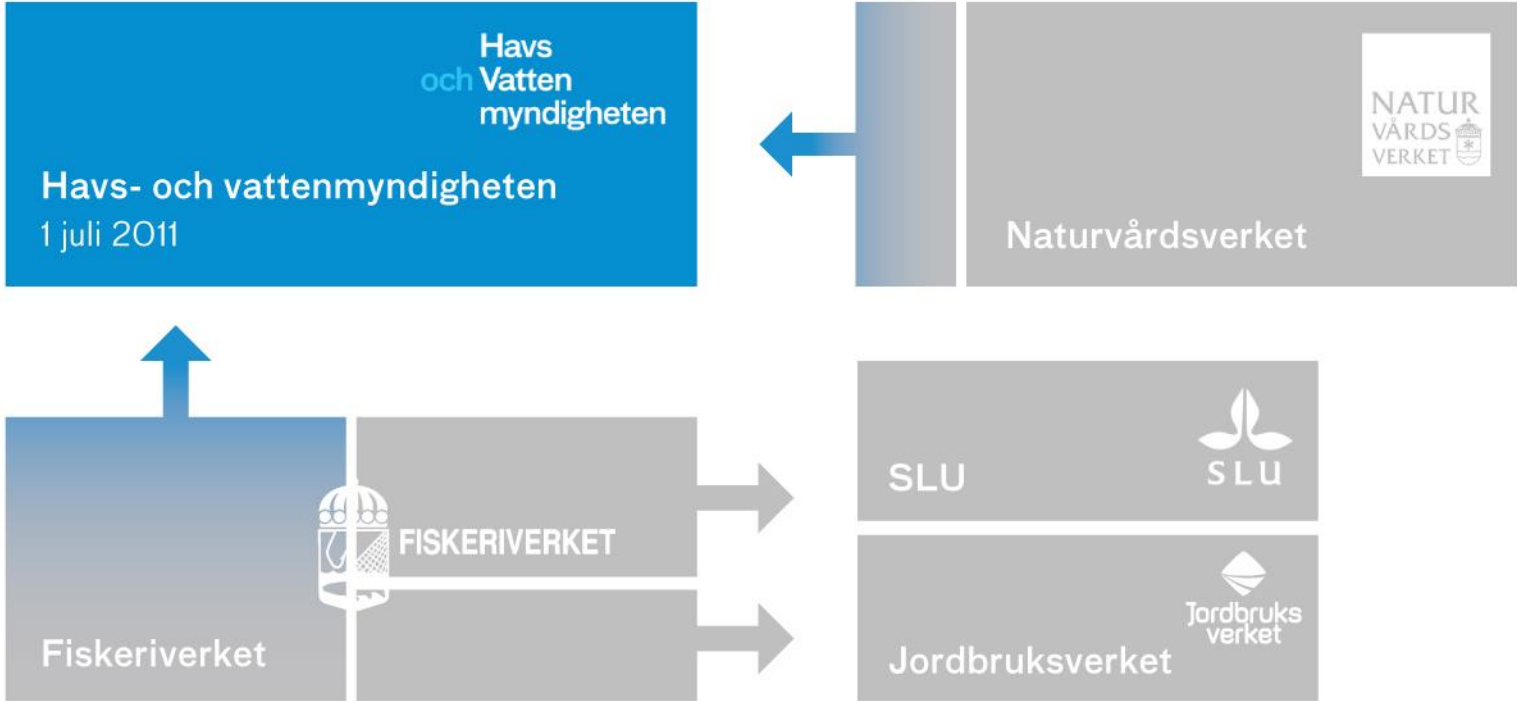 Havs
och Vatten
myndigheten
Havs- och vattenmyndigheten
1 juli 2011
NATUR
VÅRDS
VERKET
Naturvårdsverket
FISKERIVERKET
Fiskeriverket
SLU
SLU
Jordbruks
verket
Jordbruksverket